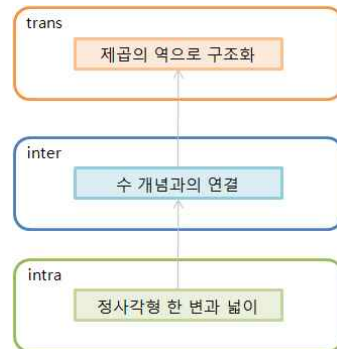 trans
제곱의 역으로 구조화
inter
수 개념과의 연결
intra
정사각형 한 변과 넓이